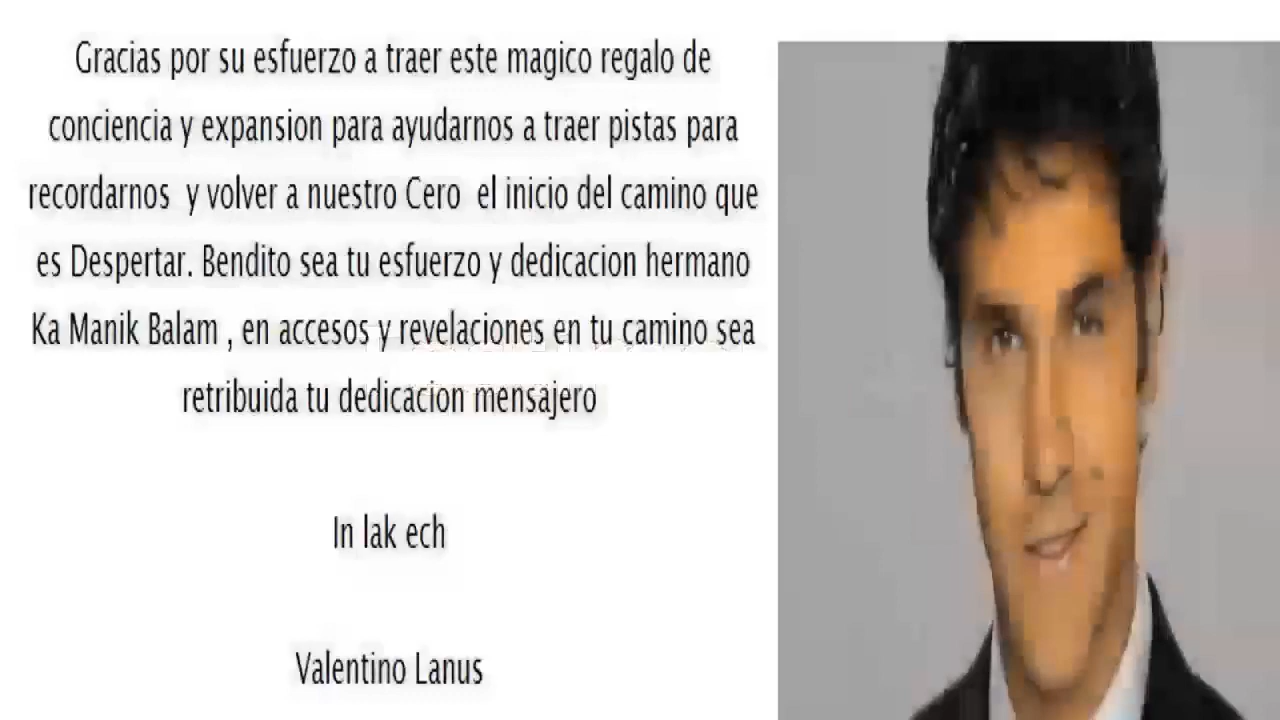 Gracias por su esfuerzo a traer este magico regalo de
conciencia y expansion para ayudarnos a traer pistas para
recordarnos y volver a nuestro Cero el inicio del camino que
es Despertar. Bendito sea tu esfuerzo y dedicacion hermano
Ka Manik Balam , en accesos y revelaciones en tu camino sea
retribuida tu dedicacion mensajero
In lak ech
Valentino Lanus